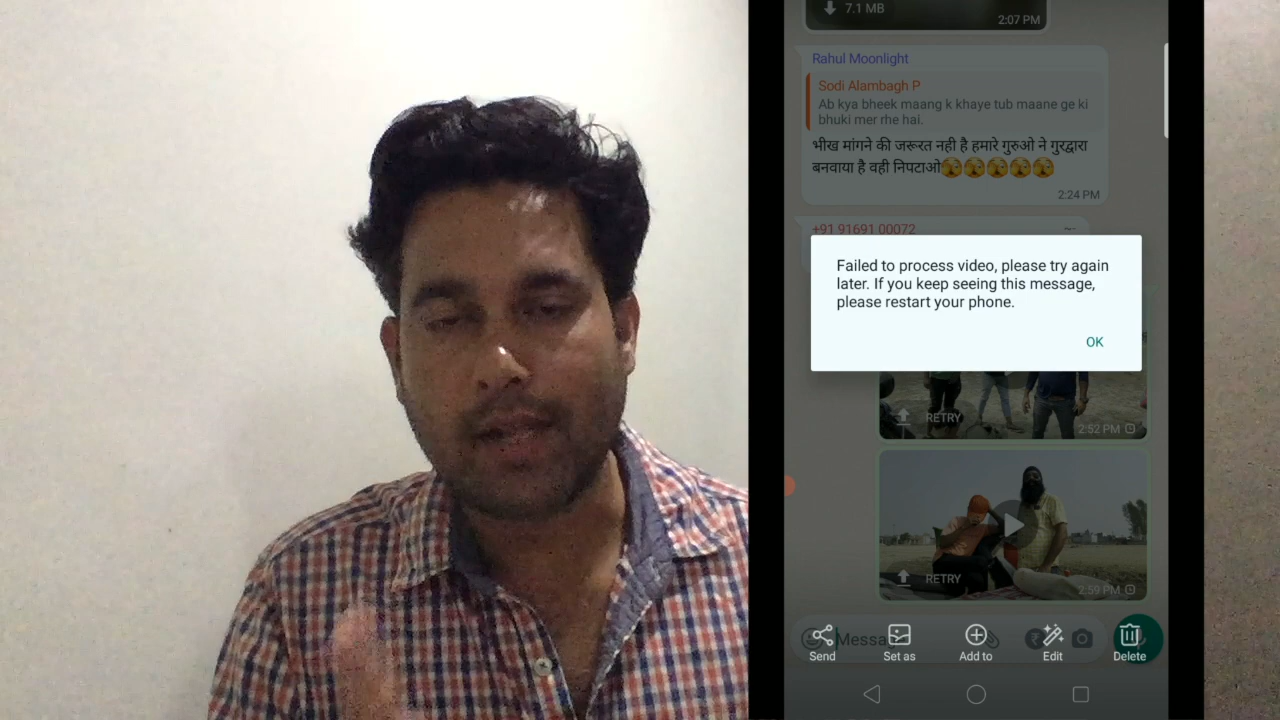 7.1 MB
2:07 PM
Rahul Moonlight
Sodi Alambagh P
Ab kya bheek maang k khaye tub maane ge ki
bhuki mer rhe hai.
भीख मांगने की जरूरत नही है हमारे गुरुओ ने गुरद्वारा
बनवाया है वही निपटाओ
2:24 PM
+91 91691 00072
Failed to process video, please try again
later. If you keep seeing this message,
please restart your phone.
OK
RETRY
2:52 PM
RETRY
2:59 PM
Messa
Send
Set as
Add to
Edit
Delete